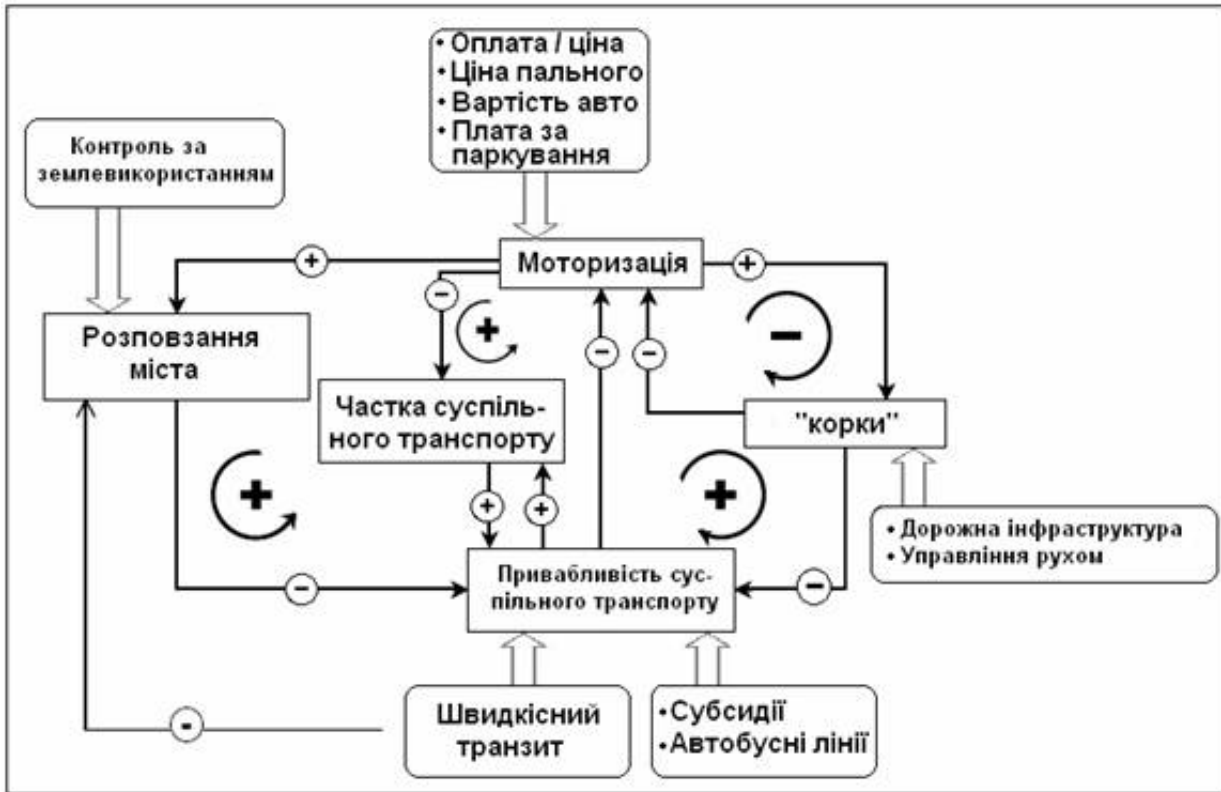 • Оплата / ціна
• Ціна пального
• Вартість авто
• Плата за
паркування
Контроль за
землевикористанням
+
Моторизація
+
−
+
−
−
−
Розповзання
міста
Частка суспіль-
ного транспорту
"корки"
+
+
+
+
• Дорожна інфраструктура
• Управління рухом
−
Привабливість сус-
пільного транспорту
−
Швидкісний
транзит
• Субсидії
• Автобусні лінії
-